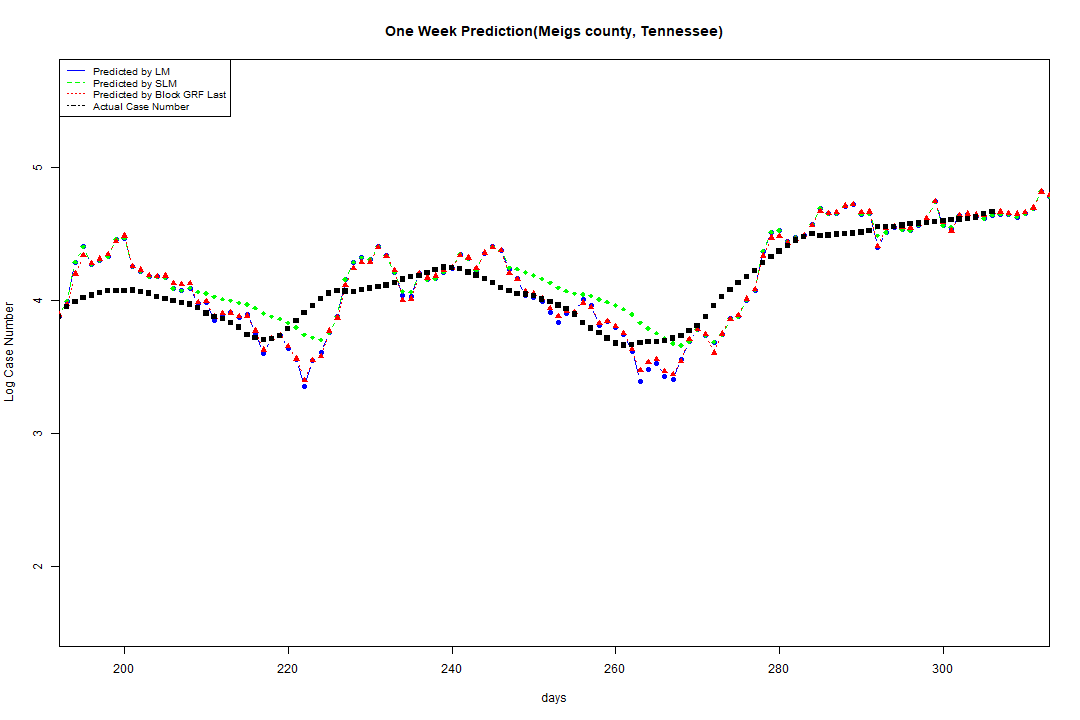 One Week Prediction(Meigs county, Tennessee)
Predicted by LM
Predicted by SLM
Predicted by Block GRF Last
Actual Case Number
5
4
3
2
Log Case Number
200 220 240 260 280 300
days